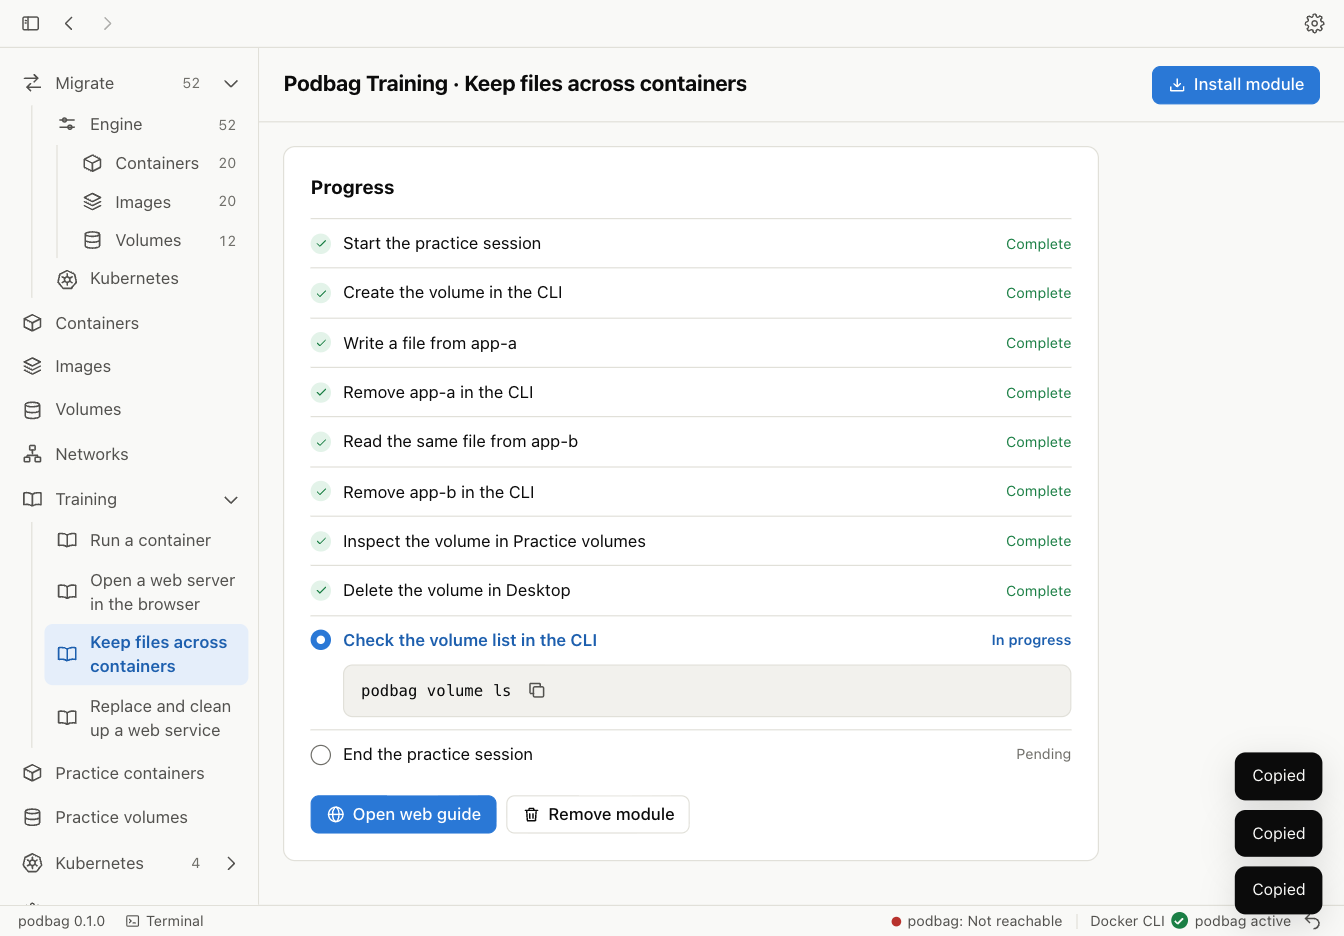 Podbag Training · Keep files across containers
Install module
Migrate 52
Engine 52
Containers 20
Images 20
Volumes 12
Kubernetes
Containers
Images
Volumes
Networks
Training
Run a container
Open a web server
in the browser
Keep files across
containers
Replace and clean
up a web service
Practice containers
Practice volumes
Kubernetes 4
Progress
Start the practice session Complete
Create the volume in the CLI Complete
Write a file from app-a Complete
Remove app-a in the CLI Complete
Read the same file from app-b Complete
Remove app-b in the CLI Complete
Inspect the volume in Practice volumes Complete
Delete the volume in Desktop Complete
Check the volume list in the CLI In progress
podbag volume ls
End the practice session Pending
Open web guide Remove module
Copied
Copied
Copied
podbag 0.1.0 Terminal podbag: Not reachable Docker CLI podbag active